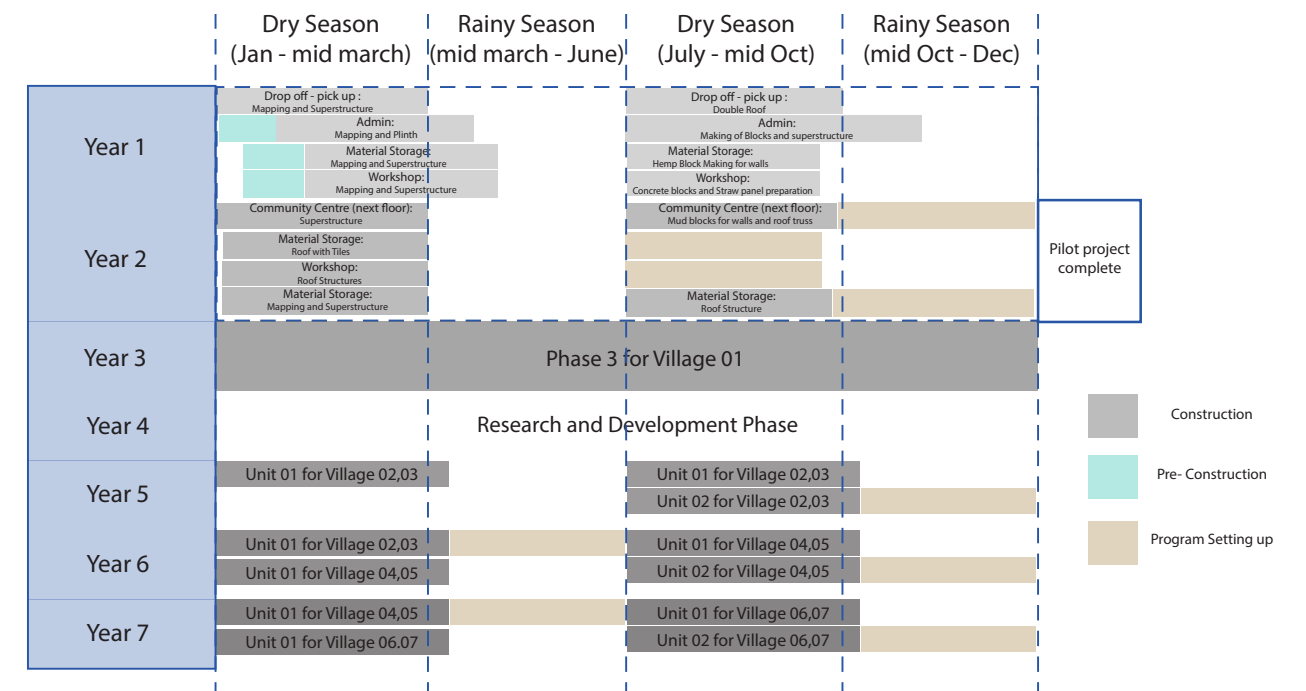 Dry Season
(Jan - mid march)
Rainy Season
(mid march - June)
Dry Season
(July - mid Oct)
Rainy Season
(mid Oct - Dec)
Year 1
Drop off - pick up :
Mapping and Superstructure
Drop off - pick up :
Double Roof
Admin:
Mapping and Plinth
Admin:
Making of Blocks and superstructure
Material Storage:
Mapping and Superstructure
Material Storage:
Hemp Block Making for walls
Workshop:
Mapping and Superstructure
Workshop:
Concrete blocks and Straw panel preparation
Year 2
Community Centre (next floor):
Superstructure
Community Centre (next floor):
Mud blocks for walls and roof truss
Material Storage:
Roof with Tiles
Workshop:
Roof Structures
Material Storage:
Mapping and Superstructure
Material Storage:
Roof Structure
Pilot project
complete
Year 3
Phase 3 for Village 01
Year 4
Research and Development Phase
Year 5
Unit 01 for Village 02,03
Unit 01 for Village 02,03
Unit 02 for Village 02,03
Year 6
Unit 01 for Village 02,03
Unit 01 for Village 04,05
Unit 01 for Village 04,05
Unit 02 for Village 04,05
Year 7
Unit 01 for Village 04,05
Unit 01 for Village 06,07
Unit 01 for Village 06.07
Unit 02 for Village 06,07
Construction
Pre- Construction
Program Setting up